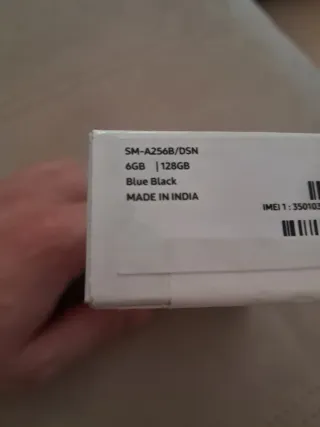 SM-A256B/DSN
6GB | 128GB
Blue Black
MADE IN INDIA
IMEI 1 : 350103